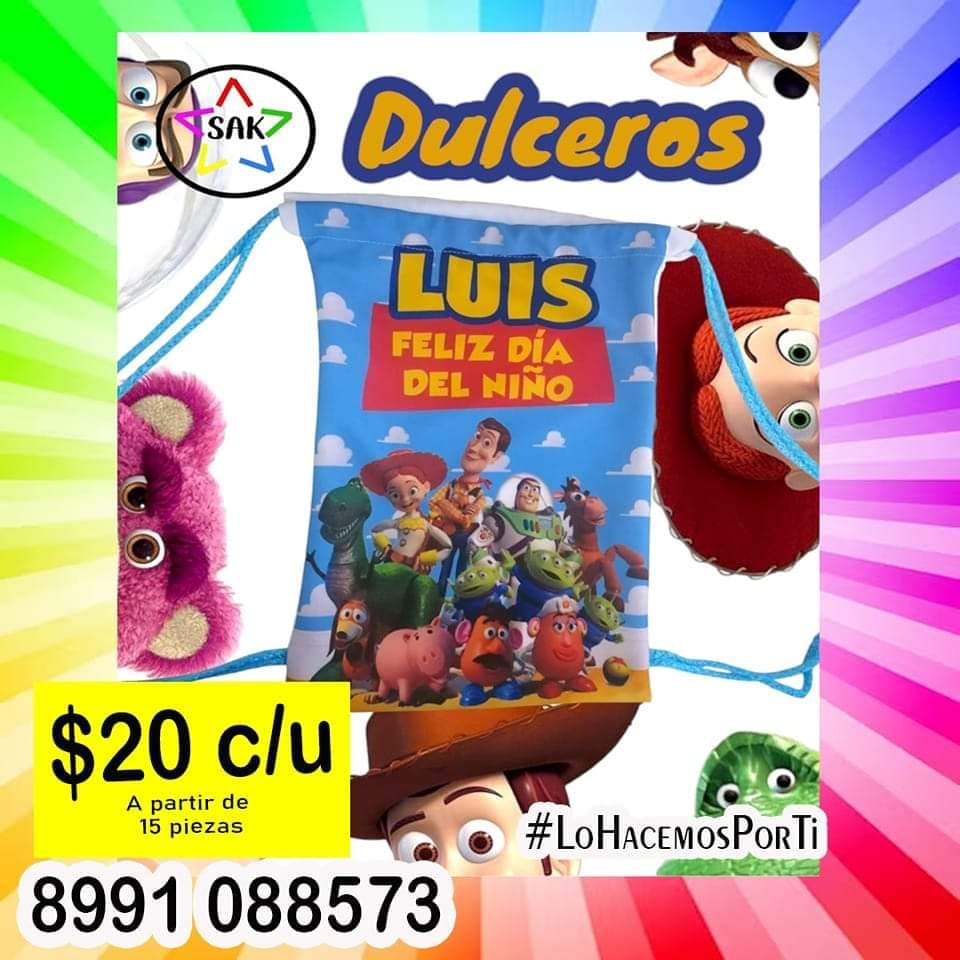 SAK
Dulceros
LUIS
FELIZ DÍA
DEL NIÑO
$20 c/u
A partir de
15 piezas
#LoHacemosPorTi
8991 088573